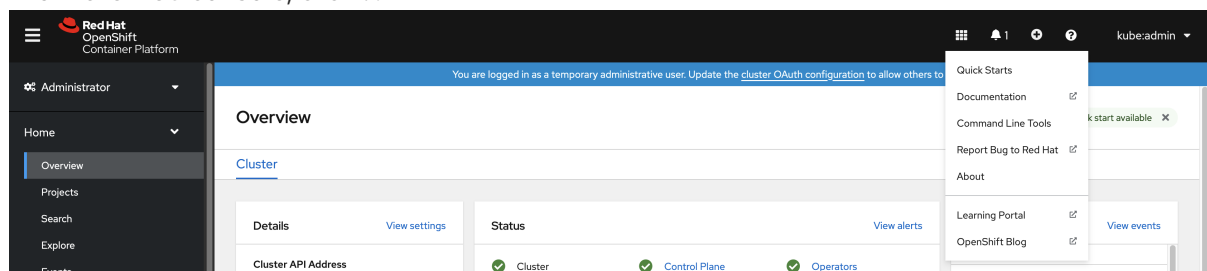 Red Hat
OpenShift
Container Platform
1
kube:admin
Administrator
You are logged in as a temporary administrative user. Update the cluster OAuth configuration to allow others to
Quick Starts
Documentation
Command Line Tools
Report Bug to Red Hat
About
Learning Portal
OpenShift Blog
Home
Overview
Projects
Search
Explore
Overview
start available
Cluster
Details
View settings
Status
View alerts
View events
Cluster API Address
Cluster
Control Plane
Operators